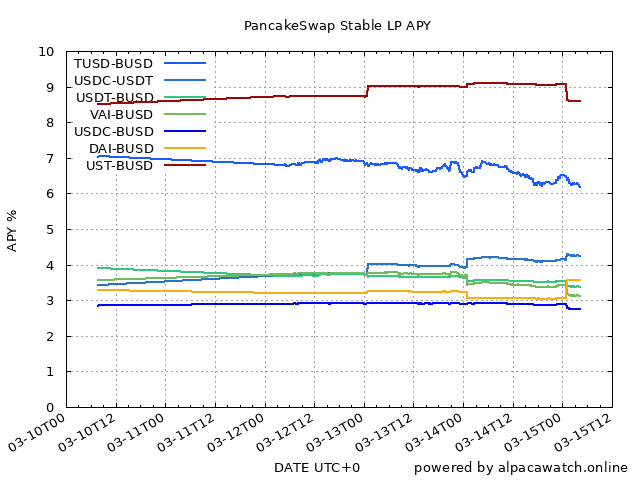 PancakeSwap Stable LP APY
10
9
8
7
6
5
4
3
2
1
0
APY %
TUSD-BUSD
USDC-USDT
USDT-BUSD
VAI-BUSD
USDC-BUSD
DAI-BUSD
UST-BUSD
03-10T00
03-10T12
03-11T00
03-11T12
03-12T00
03-12T12
03-13T00
03-13T12
03-14T00
03-14T12
03-15T00
03-15T12
DATE UTC+0
powered by alpacawatch.online